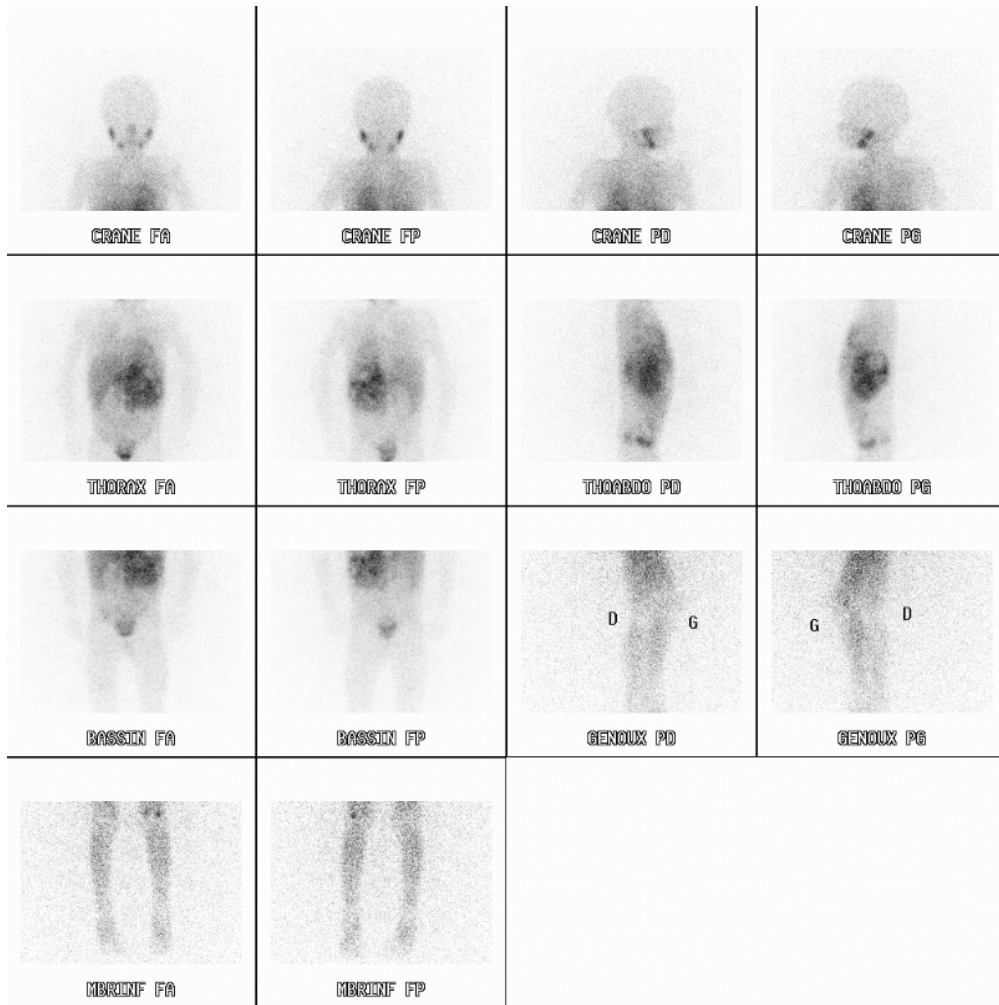 CRANE FA
CRANE FP
CRANE PD
CRANE PG
THORAX FA
THORAX FP
THOABDO PD
THOABDO PG
D
G
G
D
BASSIN FA
BASSIN FP
GENOUX PD
GENOUX PG
MBRINF FA
MBRINF FP